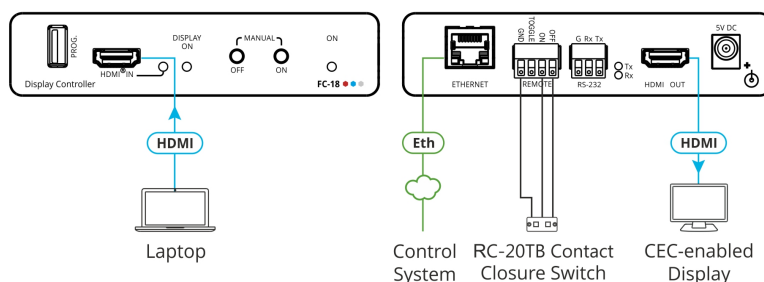 PROG.
HDMI® IN
DISPLAY
ON
MANUAL
OFF
ON
ON
Display Controller
FC-18
HDMI
Laptop
ETHERNET
GND
TOGGLE
ON
OFF
REMOTE
G Rx Tx
RS-232
Tx
Rx
HDMI OUT
5V DC
Eth
HDMI
Control
System
RC-20TB Contact
Closure Switch
CEC-enabled
Display